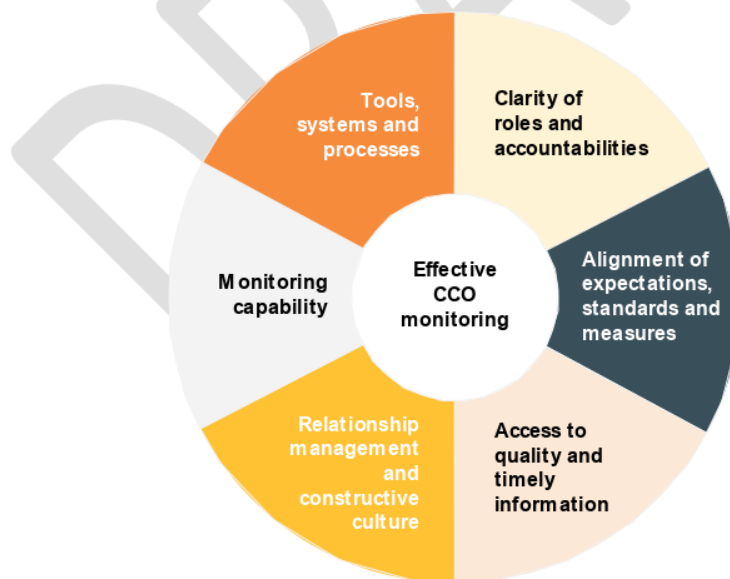 Tools,
systems and
processes
Clarity of
roles and
accountabilities
Monitoring
capability
Effective
CCO
monitoring
Alignment of
expectations,
standards and
measures
Relationship
management
and
constructive
culture
Access to
quality and
timely
information